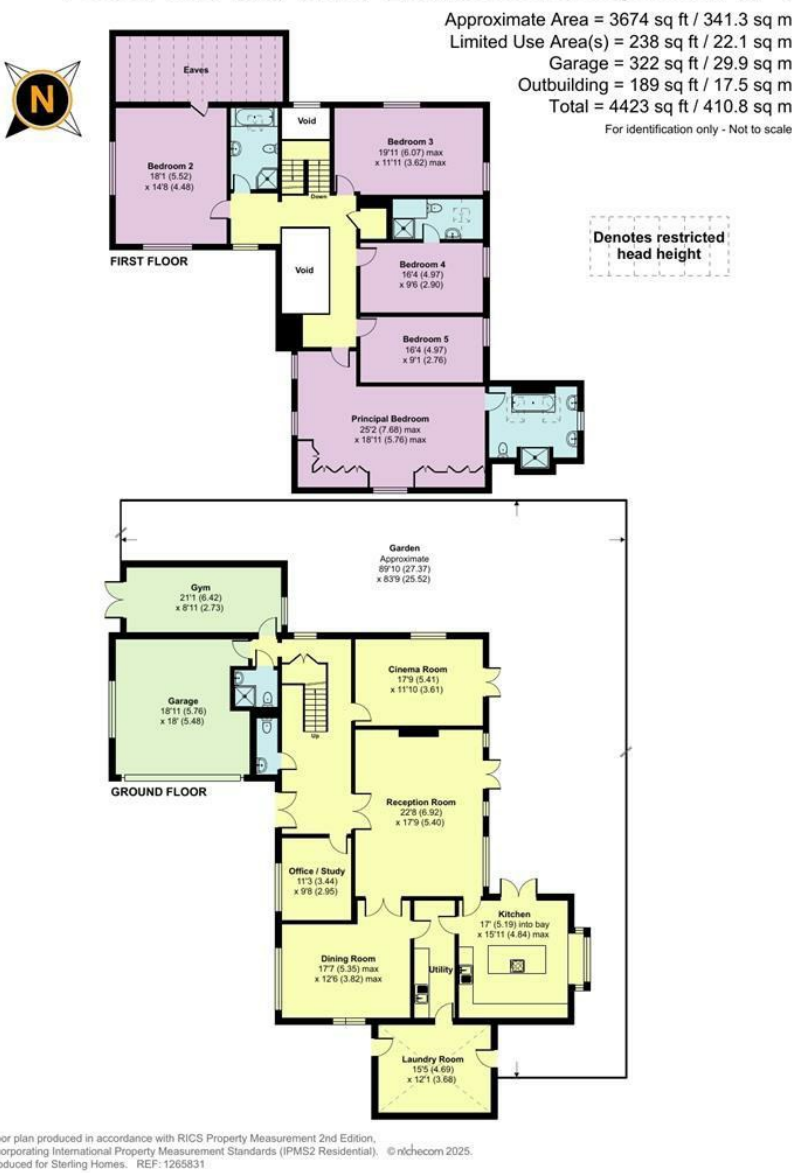 Approximate Area = 3674 sq ft / 341.3 sq m
Limited Use Area(s) = 238 sq ft / 22.1 sq m
Garage = 322 sq ft / 29.9 sq m
Outbuilding = 189 sq ft / 17.5 sq m
Total = 4423 sq ft / 410.8 sq m
For identification only - Not to scale
N
Eaves
Void
Bedroom 3
19'11 (6.07) max
x 11'11 (3.62) max
Bedroom 2
18'1 (5.52)
x 14'8 (4.48)
Down
Denotes restricted
head height
FIRST FLOOR
Void
Bedroom 4
16'4 (4.97)
x 9'6 (2.90)
Bedroom 5
16'4 (4.97)
x 9'1 (2.76)
Principal Bedroom
25'2 (7.68) max
x 18'11 (5.76) max
Garden
Approximate
89'10 (27.37)
x 83'9 (25.52)
Gym
21'1 (6.42)
x 8'11 (2.73)
Cinema Room
17'9 (5.41)
x 11'10 (3.61)
Garage
18'11 (5.76)
x 18' (5.48)
Up
GROUND FLOOR
Reception Room
22'8 (6.92)
x 17'9 (5.40)
Office / Study
11'3 (3.44)
x 9'8 (2.95)
Kitchen
17' (5.19) into bay
x 15'11 (4.84) max
Dining Room
17'7 (5.35) max
x 12'6 (3.82) max
Utility
Laundry Room
15'5 (4.69)
x 12'1 (3.68)
oor plan produced in accordance with RICS Property Measurement 2nd Edition,
corporating International Property Measurement Standards (IPMS2 Residential). © nichecom 2025.
oduced for Sterling Homes. REF: 1265831